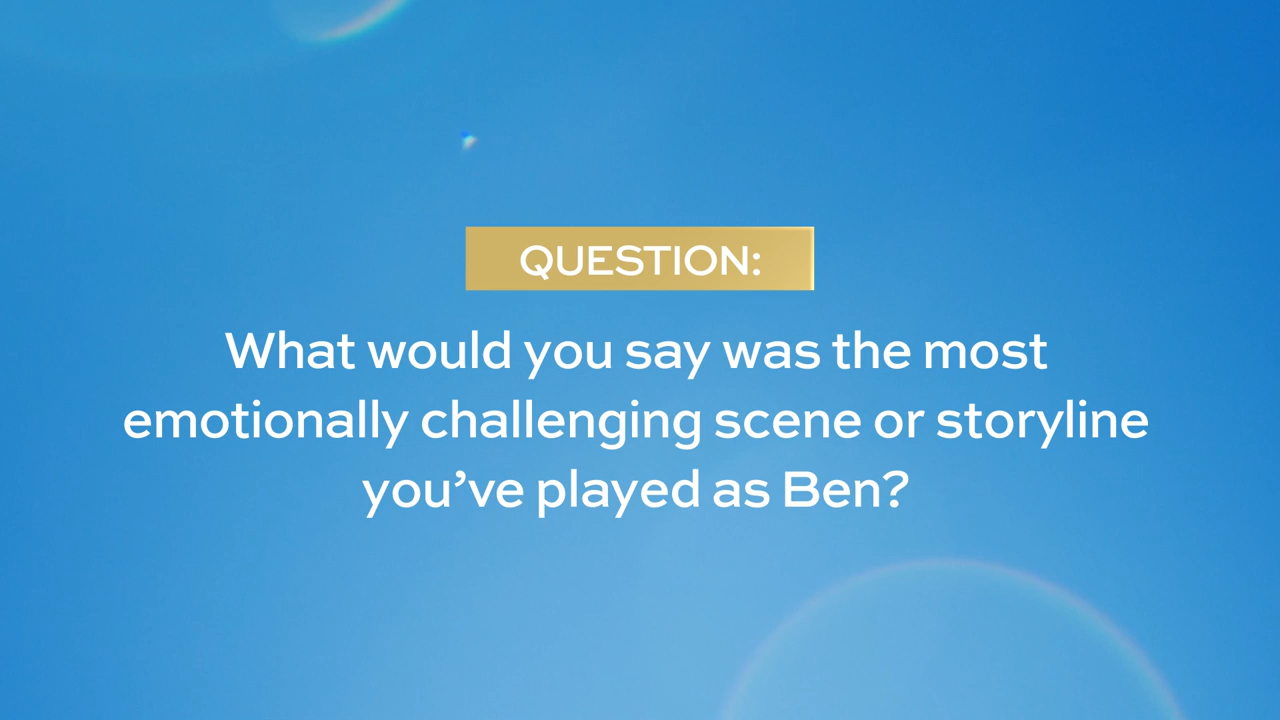 QUESTION:
What would you say was the most
emotionally challenging scene or storyline
you’ve played as Ben?